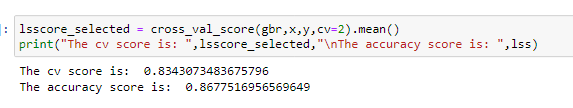 ]: lsscore_selected = cross_val_score(gbr,x,y,cv=2).mean()
print("The cv score is: ",lsscore_selected,"\nThe accuracy score is: ",lss)
The cv score is:  0.8343073483675796
The accuracy score is:  0.8677516956569649